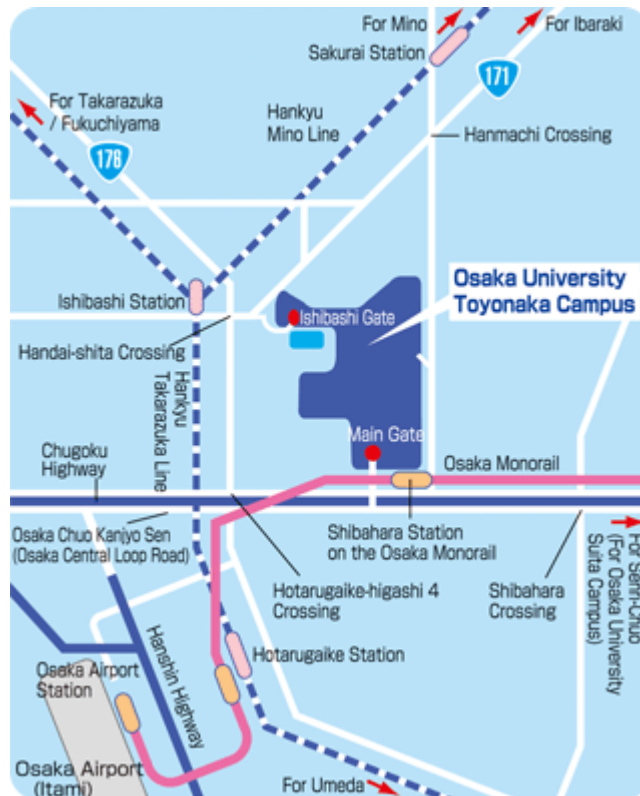 For Mino
For Ibaraki
Sakurai Station
171
For Takarazuka
/ Fukuchiyama
Hankyu
Mino Line
Hanmachi Crossing
176
Osaka University
Toyonaka Campus
Ishibashi Station
Ishibashi Gate
Handai-shita Crossing
Hankyu
Takarazuka Line
Main Gate
Chugoku
Highway
Osaka Monorail
Osaka Chuo Kanjyo Sen
(Osaka Central Loop Road)
Shibahara Station
on the Osaka Monorail
For Senri-Chuo
(For Osaka University
Suita Campus)
Hotarugaike-higashi 4
Crossing
Shibahara
Crossing
Hanshin Highway
Hotarugaike Station
Osaka Airport
Station
Osaka Airport
(Itami)
For Umeda